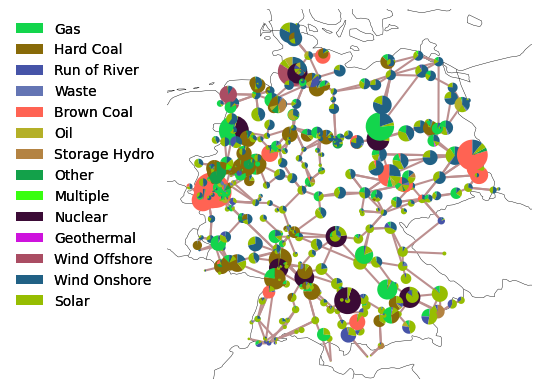 Gas
Hard Coal
Run of River
Waste
Brown Coal
Oil
Storage Hydro
Other
Multiple
Nuclear
Geothermal
Wind Offshore
Wind Onshore
Solar